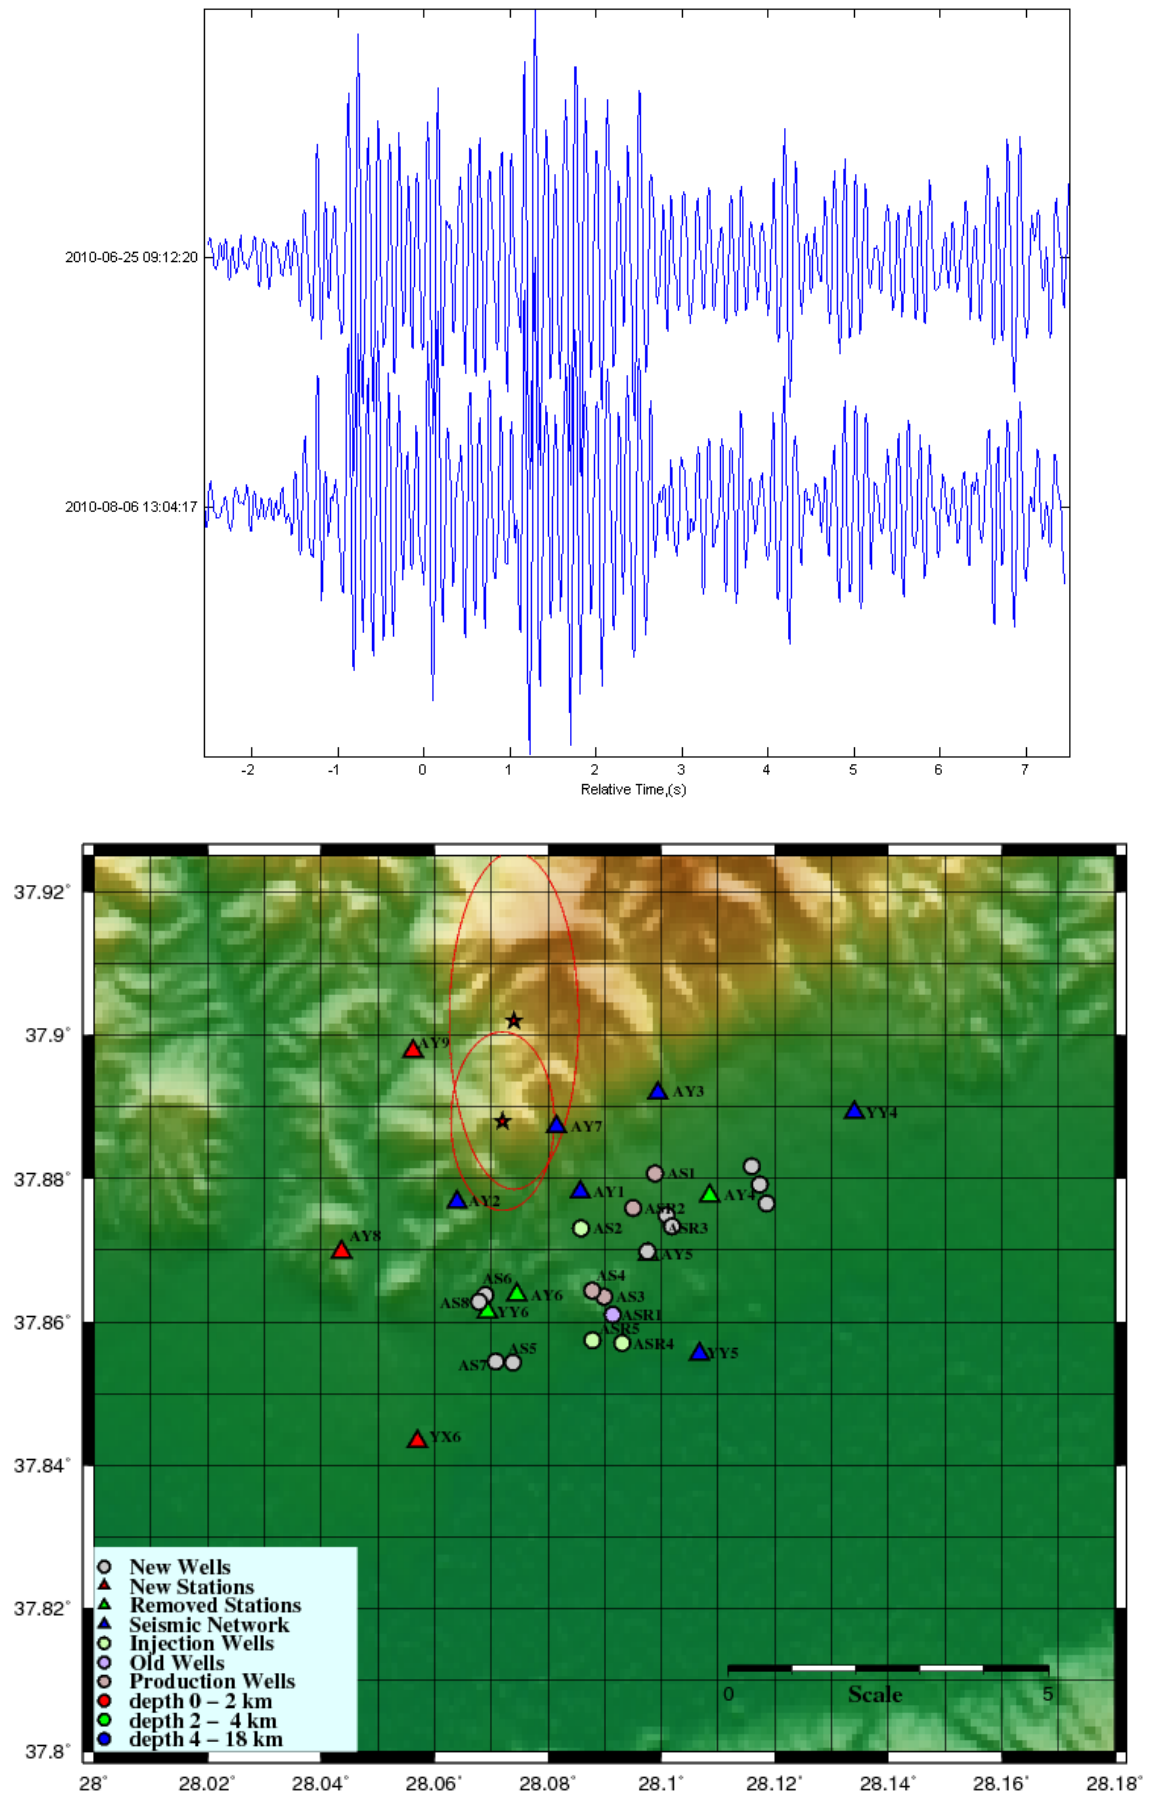 2010-06-25 09:12:20
2010-08-06 13:04:17
-2 -1 0 1 2 3 4 5 6 7
Relative Time,(s)
37.92°
37.9°
37.88°
37.86°
37.84°
37.82°
37.8°
AY9
AY3
YY4
AY7
AS1
AY1
AY4
AY2
ASR2
AS2
ASR3
AY8
AY5
AS4
AS6
AY6
AS3
AS8
YY6
ASR1
ASR5
ASR4
AS5
YY5
AS7
YX6
New Wells
New Stations
Removed Stations
Seismic Network
Injection Wells
Old Wells
Production Wells
depth 0 – 2 km
depth 2 – 4 km
depth 4 – 18 km
0 Scale 5
28° 28.02° 28.04° 28.06° 28.08° 28.1° 28.12° 28.14° 28.16° 28.18°